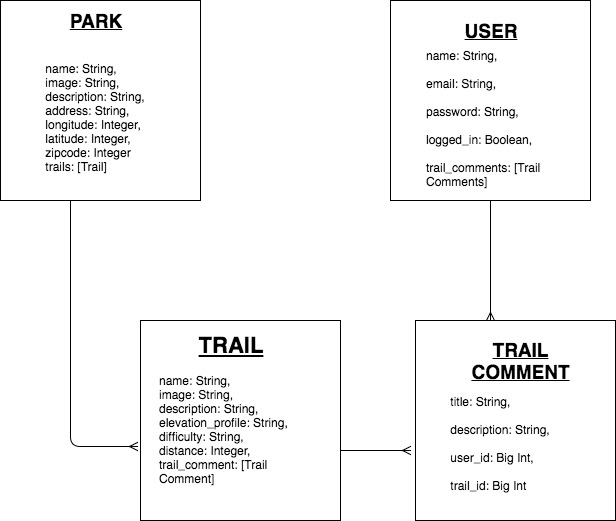 PARK
name: String,
image: String,
description: String,
address: String,
longitude: Integer,
latitude: Integer,
zipcode: Integer
trails: [Trail]
USER
name: String,
email: String,
password: String,
logged_in: Boolean,
trail_comments: [Trail
Comments]
TRAIL
name: String,
image: String,
description: String,
elevation_profile: String,
difficulty: String,
distance: Integer,
trail_comment: [Trail
Comment]
TRAIL
COMMENT
title: String,
description: String,
user_id: Big Int,
trail_id: Big Int